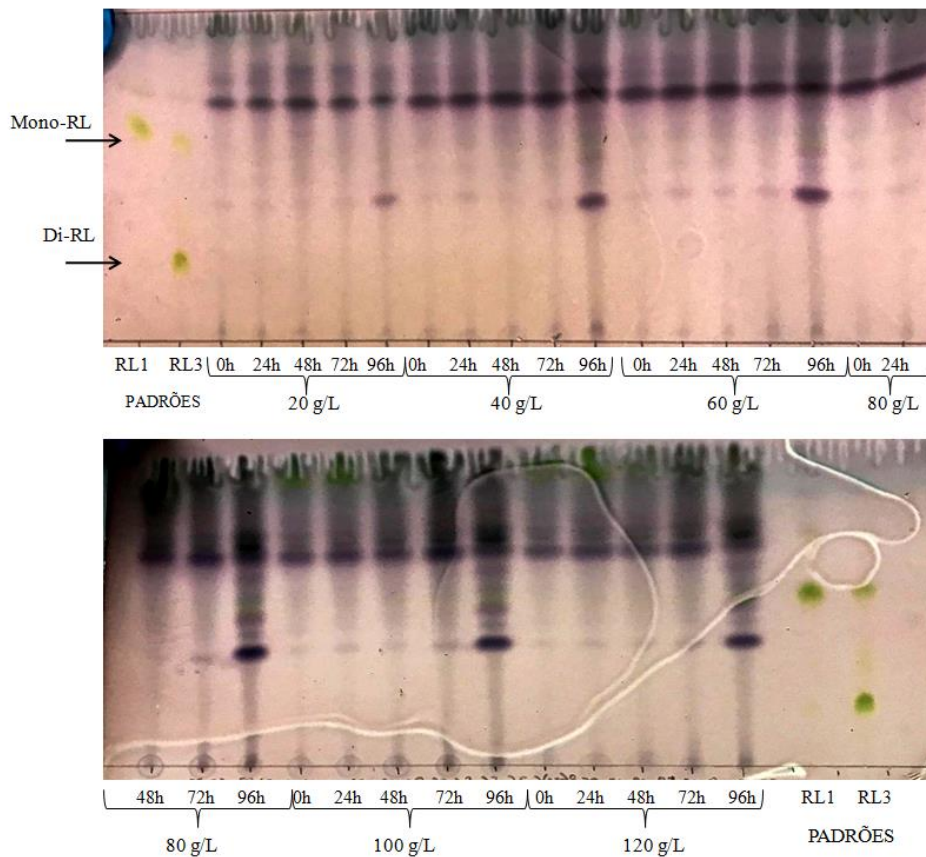 Mono-RL
Di-RL
RL1 RL3 0h 24h 48h 72h 96h 0h 24h 48h 72h 96h 0h 24h 48h 72h 96h 0h 24h
PADRÕES 20 g/L 40 g/L 60 g/L 80 g/L
48h 72h 96h 0h 24h 48h 72h 96h 0h 24h 48h 72h 96h RL1 RL3
80 g/L 100 g/L 120 g/L PADRÕES